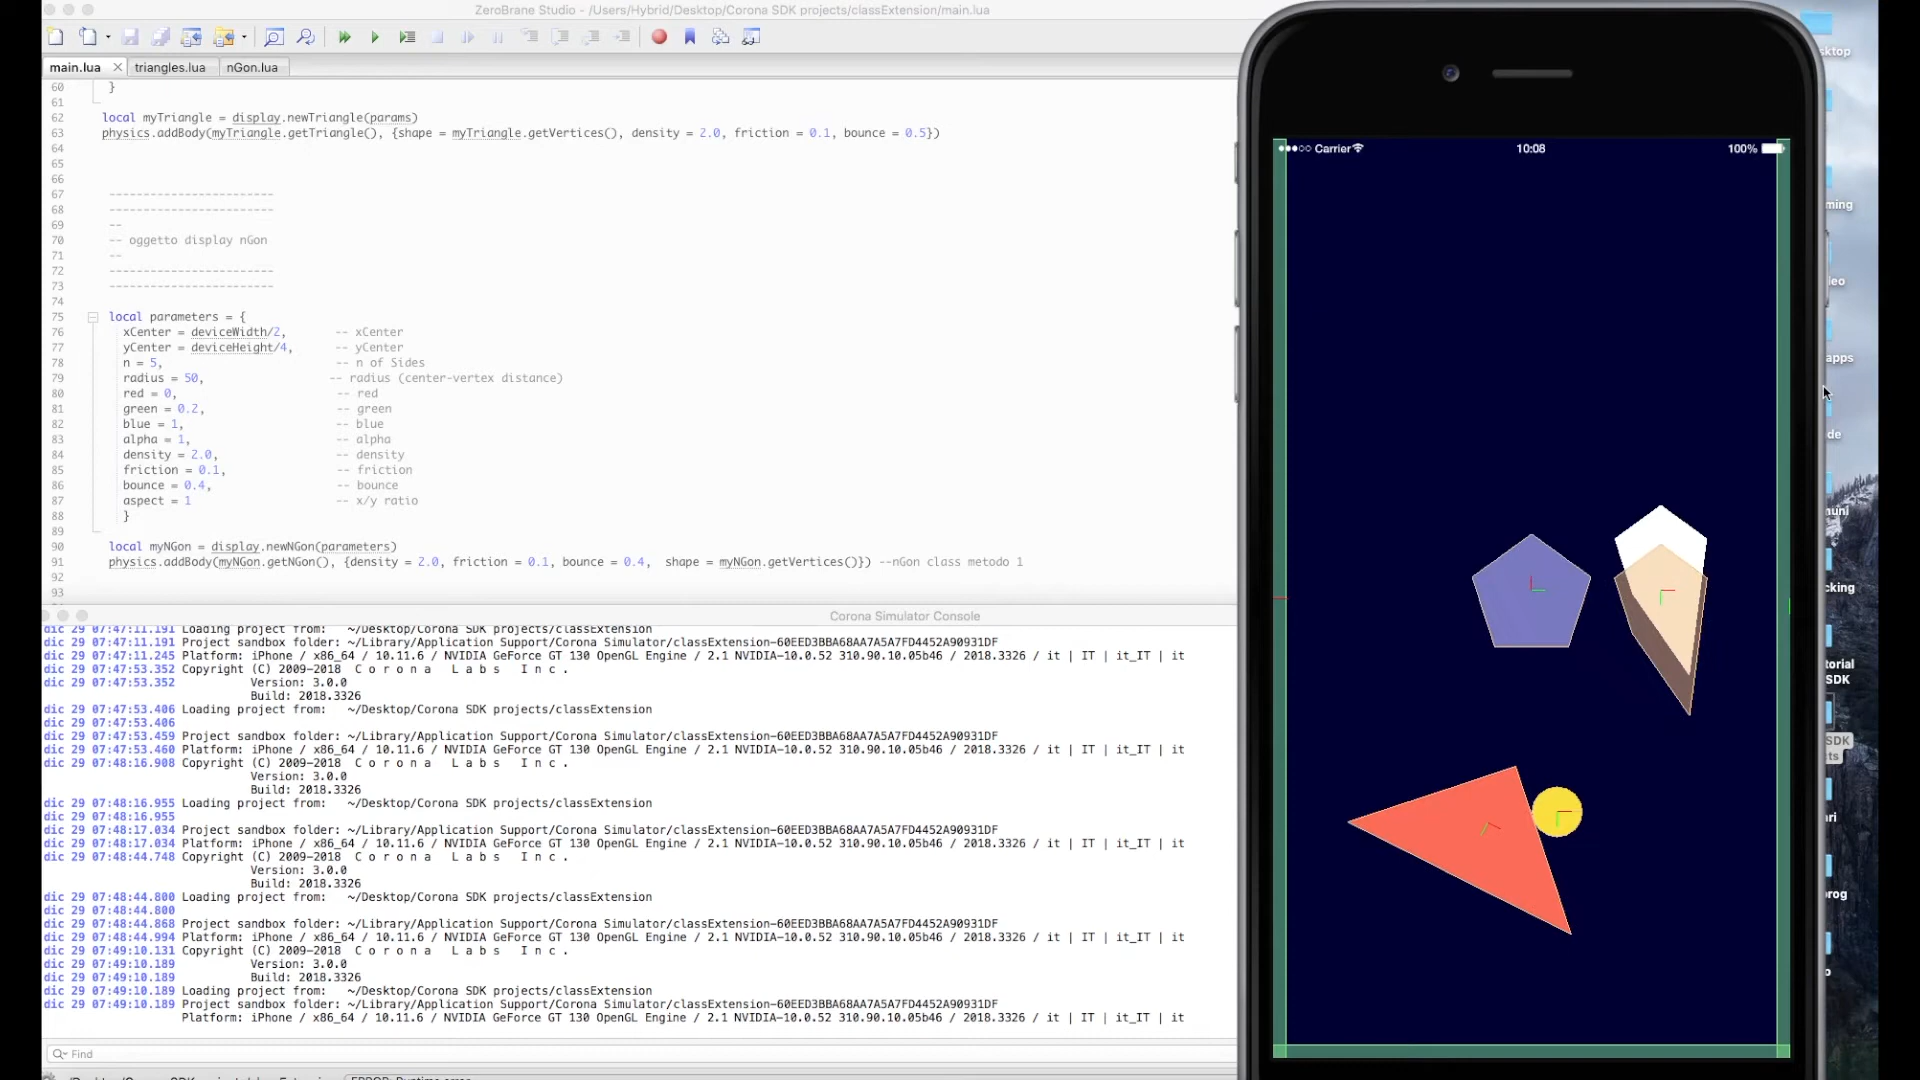 ZeroBrane Studio - /Users/Hybrid/Desktop/Corona SDK projects/classExtension/main.lua
main.lua triangles.lua nGon.lua
60 }
61
62 local myTriangle = display.newTriangle(params)
63 physics.addBody(myTriangle.getTriangle(), {shape = myTriangle.getVertices(), density = 2.0, friction = 0.1, bounce = 0.5})
64
65
66
67 ------------------------
68 ------------------------
69 --
70 -- oggetto display nGon
71 --
72 ------------------------
73 ------------------------
74
75 local parameters = {
76 xCenter = deviceWidth/2, -- xCenter
77 yCenter = deviceHeight/4, -- yCenter
78 n = 5, -- n of Sides
79 radius = 50, -- radius (center-vertex distance)
80 red = 0, -- red
81 green = 0.2, -- green
82 blue = 1, -- blue
83 alpha = 1, -- alpha
84 density = 2.0, -- density
85 friction = 0.1, -- friction
86 bounce = 0.4, -- bounce
87 aspect = 1 -- x/y ratio
88 }
89
90 local myNGon = display.newNGon(parameters)
91 physics.addBody(myNGon.getNGon(), {density = 2.0, friction = 0.1, bounce = 0.4, shape = myNGon.getVertices()}) --nGon class metodo 1
92
93
Corona Simulator Console
dic 29 07:47:11.191 Loading project from: ~/Desktop/Corona SDK projects/classExtension
dic 29 07:47:11.191 Project sandbox folder: ~/Library/Application Support/Corona Simulator/classExtension-60EED3BBA68AA7A5A7FD4452A90931DF
dic 29 07:47:11.245 Platform: iPhone / x86_64 / 10.11.6 / NVIDIA GeForce GT 130 OpenGL Engine / 2.1 NVIDIA-10.0.52 310.90.10.05b46 / 2018.3326 / it | IT | it_IT | it
dic 29 07:47:53.352 Copyright (C) 2009-2018 C o r o n a L a b s I n c .
dic 29 07:47:53.352 Version: 3.0.0
Build: 2018.3326
dic 29 07:47:53.406 Loading project from: ~/Desktop/Corona SDK projects/classExtension
dic 29 07:47:53.406
dic 29 07:47:53.459 Project sandbox folder: ~/Library/Application Support/Corona Simulator/classExtension-60EED3BBA68AA7A5A7FD4452A90931DF
dic 29 07:47:53.460 Platform: iPhone / x86_64 / 10.11.6 / NVIDIA GeForce GT 130 OpenGL Engine / 2.1 NVIDIA-10.0.52 310.90.10.05b46 / 2018.3326 / it | IT | it_IT | it
dic 29 07:48:16.908 Copyright (C) 2009-2018 C o r o n a L a b s I n c .
Version: 3.0.0
Build: 2018.3326
dic 29 07:48:16.955 Loading project from: ~/Desktop/Corona SDK projects/classExtension
dic 29 07:48:16.955
dic 29 07:48:17.034 Project sandbox folder: ~/Library/Application Support/Corona Simulator/classExtension-60EED3BBA68AA7A5A7FD4452A90931DF
dic 29 07:48:17.034 Platform: iPhone / x86_64 / 10.11.6 / NVIDIA GeForce GT 130 OpenGL Engine / 2.1 NVIDIA-10.0.52 310.90.10.05b46 / 2018.3326 / it | IT | it_IT | it
dic 29 07:48:44.748 Copyright (C) 2009-2018 C o r o n a L a b s I n c .
Version: 3.0.0
Build: 2018.3326
dic 29 07:48:44.800 Loading project from: ~/Desktop/Corona SDK projects/classExtension
dic 29 07:48:44.800
dic 29 07:48:44.868 Project sandbox folder: ~/Library/Application Support/Corona Simulator/classExtension-60EED3BBA68AA7A5A7FD4452A90931DF
dic 29 07:48:44.994 Platform: iPhone / x86_64 / 10.11.6 / NVIDIA GeForce GT 130 OpenGL Engine / 2.1 NVIDIA-10.0.52 310.90.10.05b46 / 2018.3326 / it | IT | it_IT | it
dic 29 07:49:10.131 Copyright (C) 2009-2018 C o r o n a L a b s I n c .
dic 29 07:49:10.189 Version: 3.0.0
dic 29 07:49:10.189 Build: 2018.3326
dic 29 07:49:10.189 Loading project from: ~/Desktop/Corona SDK projects/classExtension
dic 29 07:49:10.189 Project sandbox folder: ~/Library/Application Support/Corona Simulator/classExtension-60EED3BBA68AA7A5A7FD4452A90931DF
Platform: iPhone / x86_64 / 10.11.6 / NVIDIA GeForce GT 130 OpenGL Engine / 2.1 NVIDIA-10.0.52 310.90.10.05b46 / 2018.3326 / it | IT | it_IT | it
Find
Carrier 10:08 100%
sktop
ming
leo
apps
de
cking
torial
SDK
SDK
cts
ari
rog